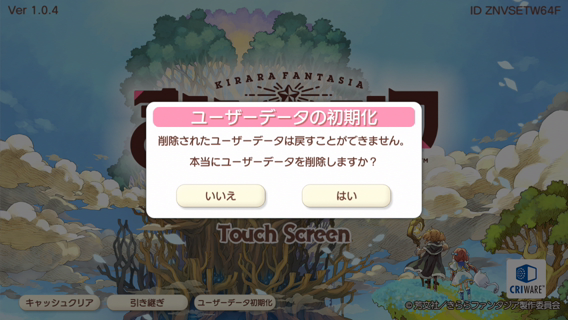 Ver 1.0.4
ID ZNVSETW64F
KIRARA FANTASIA
ユーザーデータの初期化
削除されたユーザーデータは戻すことができません。
本当にユーザーデータを削除しますか？
いいえ
はい
TM
Touch Screen
CRIWARE
キャッシュクリア
引き継ぎ
ユーザーデータ初期化
©芳文社／きららファンタジア製作委員会